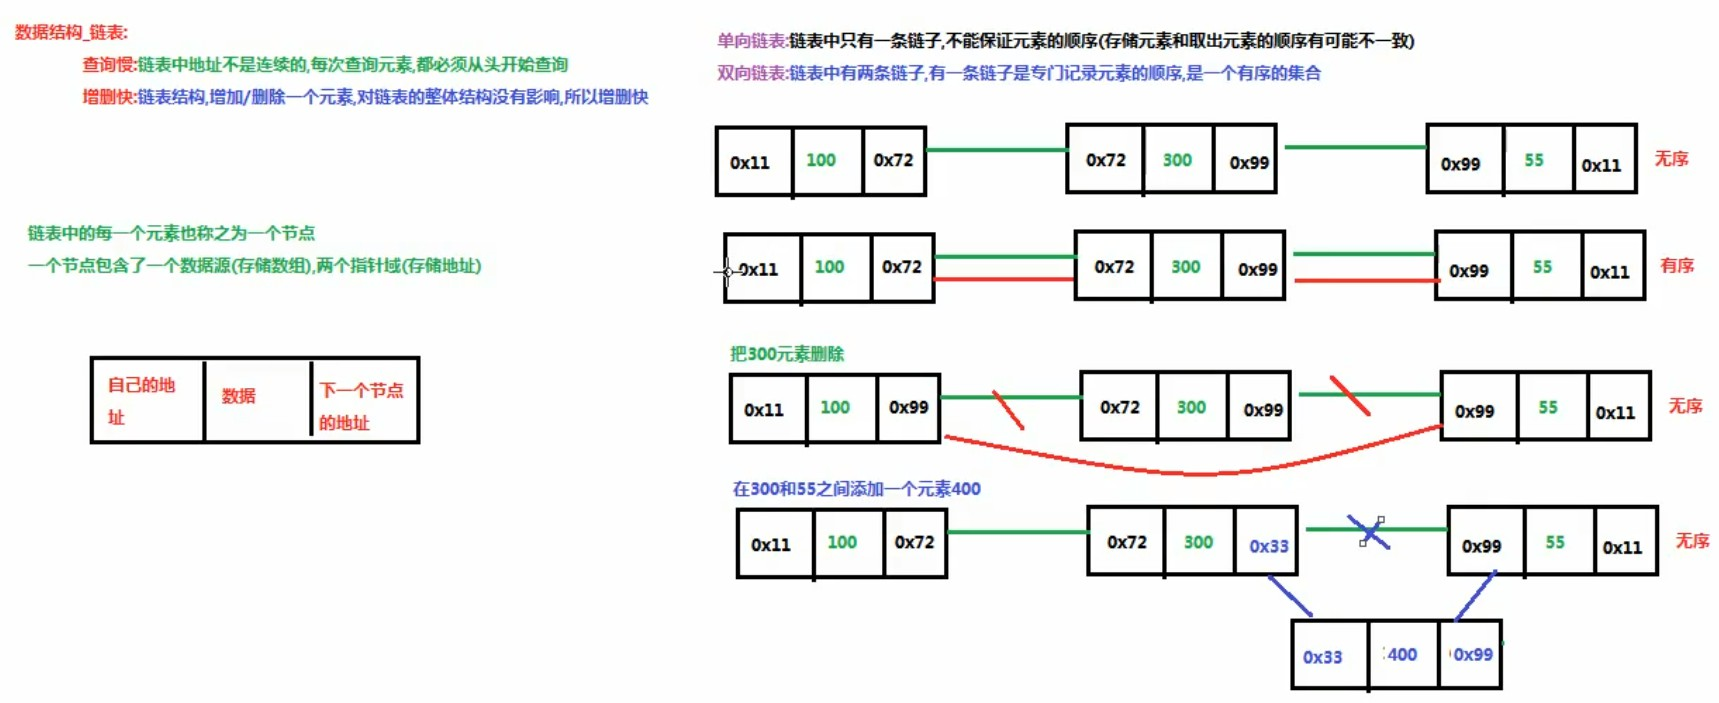 数据结构_链表:
查询慢:链表中地址不是连续的,每次查询元素,都必须从头开始查询
增删快:链表结构,增加/删除一个元素,对链表的整体结构没有影响,所以增删快
链表中的每一个元素也称之为一个节点
一个节点包含了一个数据源(存储数组),两个指针域(存储地址)
自己的地
址
数据
下一个节点
的地址
单向链表:链表中只有一条链子,不能保证元素的顺序(存储元素和取出元素的顺序有可能不一致)
双向链表:链表中有两条链子,有一条链子是专门记录元素的顺序,是一个有序的集合
0x11 100 0x72 0x72 300 0x99 0x99 55 0x11 无序
0x11 100 0x72 0x72 300 0x99 0x99 55 0x11 有序
把300元素删除
0x11 100 0x99 0x72 300 0x99 0x99 55 0x11 无序
在300和55之间添加一个元素400
0x11 100 0x72 0x72 300 0x33 0x99 55 0x11 无序
0x33 400 0x99